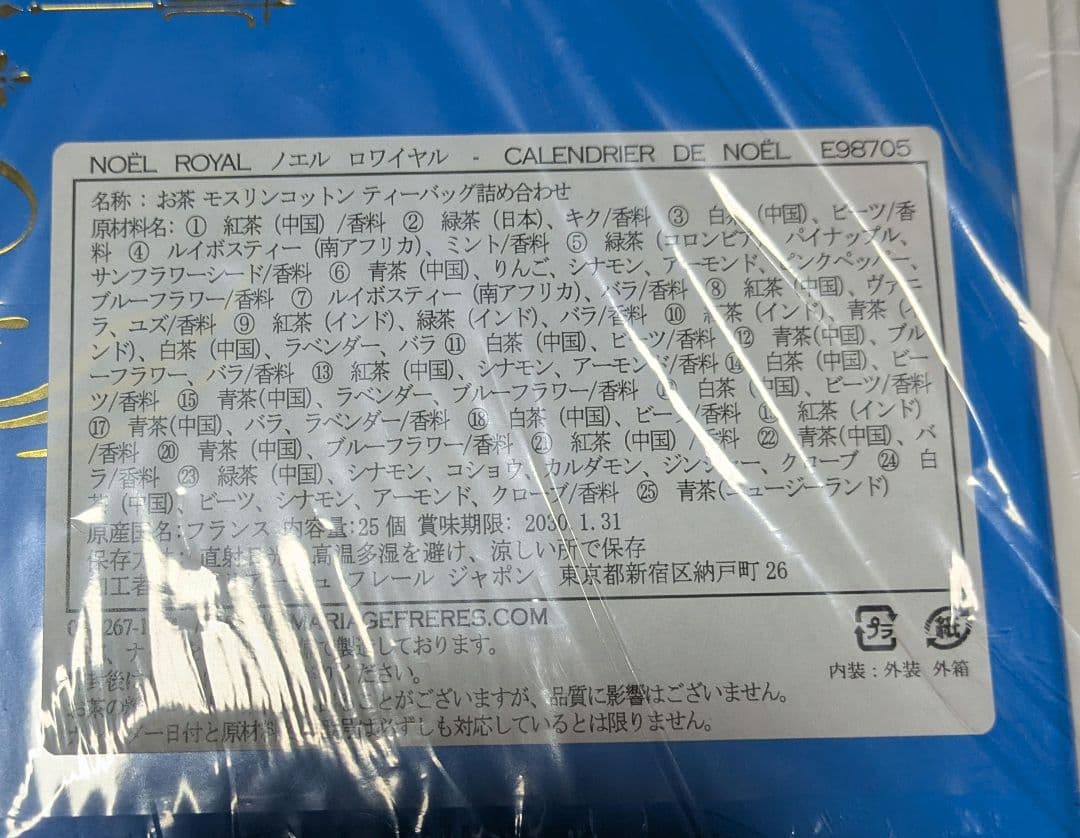 NOËL ROYAL ノエル ロワイヤル - CALENDRIER DE NOËL E98705
名称：お茶 モスリンコットン ティーバッグ詰め合わせ
原材料名：① 紅茶（中国）/香料 ② 緑茶（日本）、キク/香料 ③ 白茶（中国）、ビーツ/香
料 ④ ルイボスティー（南アフリカ）、ミント/香料 ⑤ 緑茶（コロンビア）、パイナップル、
サンフラワーシード/香料 ⑥ 青茶（中国）、りんご、シナモン、アーモンド、ピンクペッパー、
ブルーフラワー/香料 ⑦ ルイボスティー（南アフリカ）、バラ/香料 ⑧ 紅茶（中国）、ヴァニ
ラ、ユズ/香料 ⑨ 紅茶（インド）、緑茶（インド）、バラ/香料 ⑩ 紅茶（インド）、青茶（イ
ンド）、白茶（中国）、ラベンダー、バラ ⑪ 白茶（中国）、ビーツ/香料 ⑫ 青茶（中国）、ブル
ーフラワー、バラ/香料 ⑬ 紅茶（中国）、シナモン、アーモンド/香料 ⑭ 白茶（中国）、ビー
ツ/香料 ⑮ 青茶（中国）、ラベンダー、ブルーフラワー/香料 白茶（中国）、ビーツ/香料
⑰ 青茶（中国）、バラ、ラベンダー/香料 ⑱ 白茶（中国）、ビーツ/香料 紅茶（インド）
/香料 ⑳ 青茶（中国）、ブルーフラワー/香料 ㉑ 紅茶（中国）/香料 ㉒ 青茶（中国）、バ
ラ/香料 ㉓ 緑茶（中国）、シナモン、コショウ、カルダモン、ジンジャー、クローブ ㉔ 白
茶（中国）、ビーツ、シナモン、アーモンド、クローブ/香料 ㉕ 青茶（ニュージーランド）
原産国名：フランス 内容量：25個 賞味期限：2030.1.31
保存方法：直射日光、高温多湿を避け、涼しい所で保存
フレール ジャポン 東京都新宿区納戸町26
MARIAGEFRERES.COM
で製造しております。
ください。
ことがございますが、品質に影響はございません。
日付と原材料 は必ずしも対応しているとは限りません。
プラ 紙
内装：外装 外箱